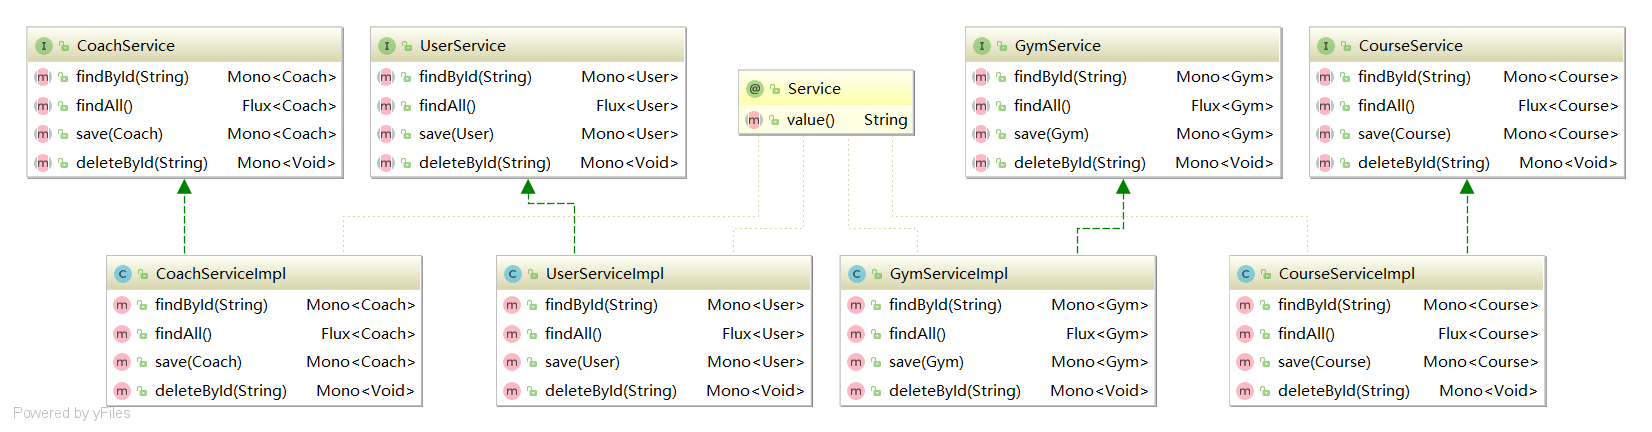 I CoachService
m findById(String) Mono<Coach>
m findAll() Flux<Coach>
m save(Coach) Mono<Coach>
m deleteById(String) Mono<Void>
I UserService
m findById(String) Mono<User>
m findAll() Flux<User>
m save(User) Mono<User>
m deleteById(String) Mono<Void>
@ Service
m value() String
I GymService
m findById(String) Mono<Gym>
m findAll() Flux<Gym>
m save(Gym) Mono<Gym>
m deleteById(String) Mono<Void>
I CourseService
m findById(String) Mono<Course>
m findAll() Flux<Course>
m save(Course) Mono<Course>
m deleteById(String) Mono<Void>
C CoachServiceImpl
m findById(String) Mono<Coach>
m findAll() Flux<Coach>
m save(Coach) Mono<Coach>
m deleteById(String) Mono<Void>
C UserServiceImpl
m findById(String) Mono<User>
m findAll() Flux<User>
m save(User) Mono<User>
m deleteById(String) Mono<Void>
C GymServiceImpl
m findById(String) Mono<Gym>
m findAll() Flux<Gym>
m save(Gym) Mono<Gym>
m deleteById(String) Mono<Void>
C CourseServiceImpl
m findById(String) Mono<Course>
m findAll() Flux<Course>
m save(Course) Mono<Course>
m deleteById(String) Mono<Void>
Powered by yFiles